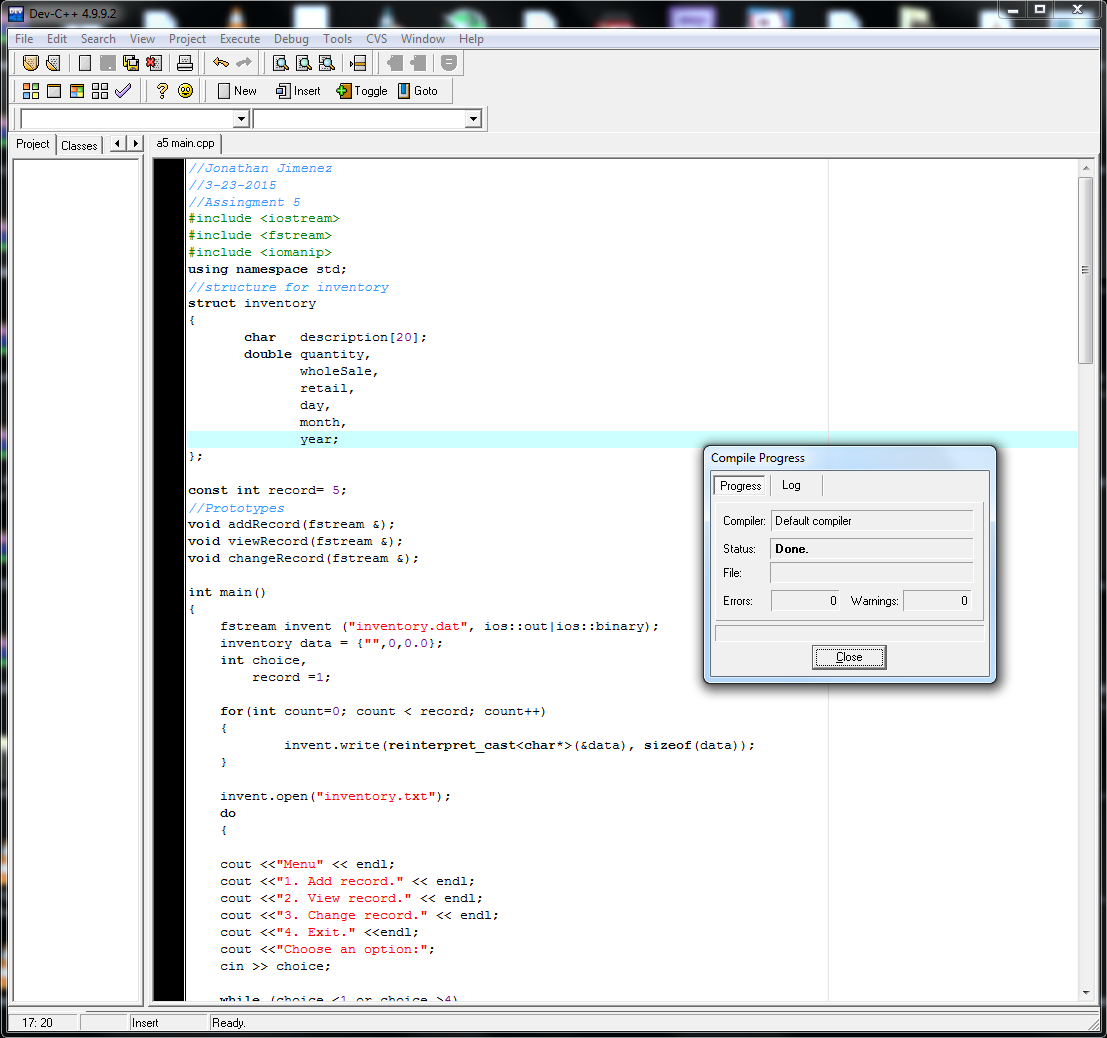 Dev-C++ 4.9.9.2
File Edit Search View Project Execute Debug Tools CVS Window Help
New Insert Toggle Goto
Project Classes
a5 main.cpp
//Jonathan Jimenez
//3-23-2015
//Assingment 5
#include <iostream>
#include <fstream>
#include <iomanip>
using namespace std;
//structure for inventory
struct inventory
{
char description[20];
double quantity,
wholeSale,
retail,
day,
month,
year;
};
const int record= 5;
//Prototypes
void addRecord(fstream &);
void viewRecord(fstream &);
void changeRecord(fstream &);
int main()
{
fstream invent ("inventory.dat", ios::out|ios::binary);
inventory data = {"",0,0.0};
int choice,
record =1;
for(int count=0; count < record; count++)
{
invent.write(reinterpret_cast<char*>(&data), sizeof(data));
}
invent.open("inventory.txt");
do
{
cout <<"Menu" << endl;
cout <<"1. Add record." << endl;
cout <<"2. View record." << endl;
cout <<"3. Change record." << endl;
cout <<"4. Exit." <<endl;
cout <<"Choose an option:";
cin >> choice;
while (choice <1 or choice >4)
Compile Progress
Progress Log
Compiler: Default compiler
Status: Done.
File:
Errors: 0 Warnings: 0
Close
17: 20 Insert Ready.